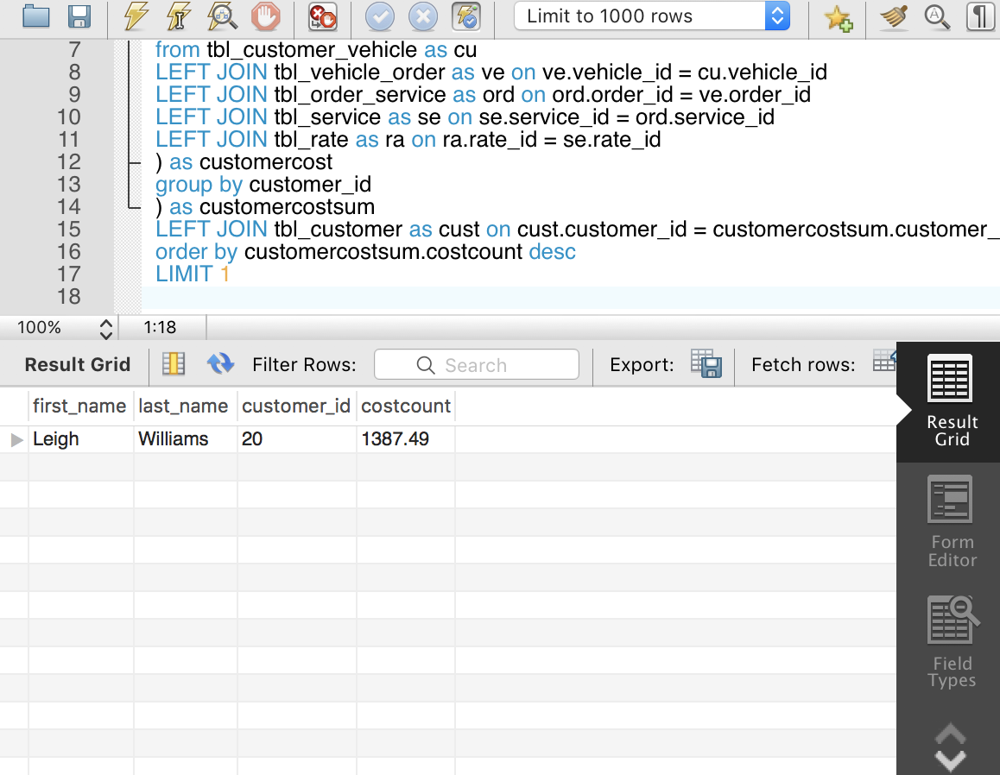 Limit to 1000 rows
7 from tbl_customer_vehicle as cu
8 LEFT JOIN tbl_vehicle_order as ve on ve.vehicle_id = cu.vehicle_id
9 LEFT JOIN tbl_order_service as ord on ord.order_id = ve.order_id
10 LEFT JOIN tbl_service as se on se.service_id = ord.service_id
11 LEFT JOIN tbl_rate as ra on ra.rate_id = se.rate_id
12 ) as customercost
13 group by customer_id
14 ) as customercostsum
15 LEFT JOIN tbl_customer as cust on cust.customer_id = customercostsum.customer_
16 order by customercostsum.costcount desc
17 LIMIT 1
18
100% 1:18
Result Grid Filter Rows: Search Export: Fetch rows:
first_name last_name customer_id costcount
Leigh Williams 20 1387.49
Result
Grid
Form
Editor
Field
Types